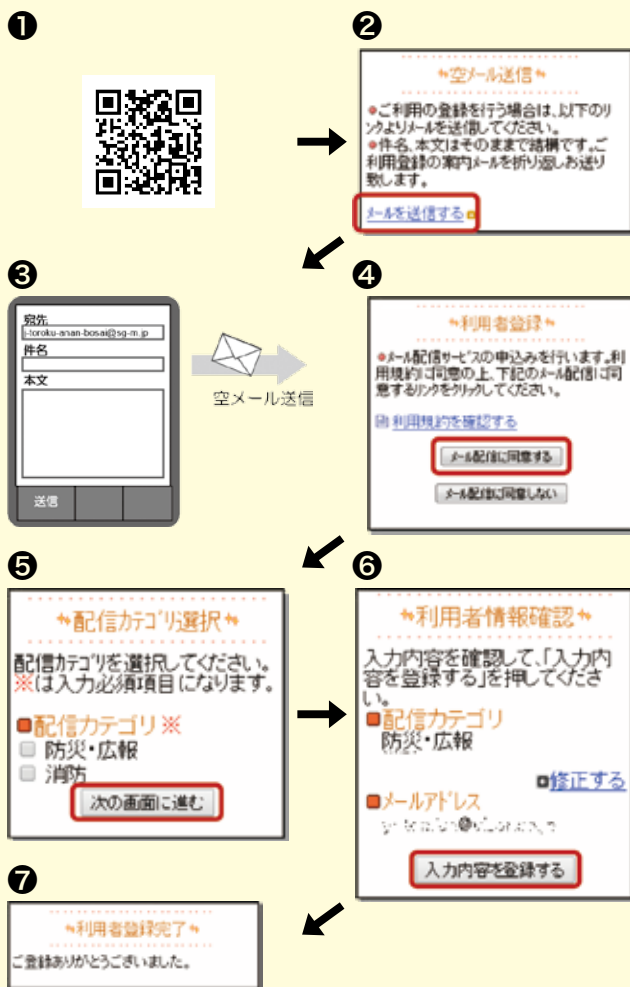 ❶
❷
空メール送信
●ご利用の登録を行う場合は、以下のリ
ンクよりメールを送信してください。
●件名、本文はそのままで結構です。ご
利用登録の案内メールを折り返しお送り
致します。
メールを送信する
❸
宛先
t-toroku-anan-bosai@sg-m.jp
件名
本文
送信
空メール送信
❹
利用者登録
●メール配信サービスの申込みを行います。利
用規約に同意の上、下記のメール配信に同
意するリンクをクリックしてください。
利用規約を確認する
メール配信に同意する
メール配信に同意しない
❺
配信カテゴリ選択
配信カテゴリを選択してください。
※は入力必須項目になります。
■配信カテゴリ※
防災・広報
消防
次の画面に進む
❻
利用者情報確認
入力内容を確認して、「入力内
容を登録する」を押してくださ
い。
■配信カテゴリ
防災・広報
修正する
■メールアドレス
入力内容を登録する
❼
利用者登録完了
ご登録ありがとうございました。